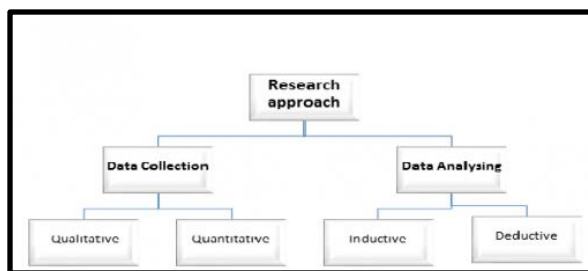 Research
approach
Data Collection
Data Analysing
Qualitative
Quantitative
Inductive
Deductive